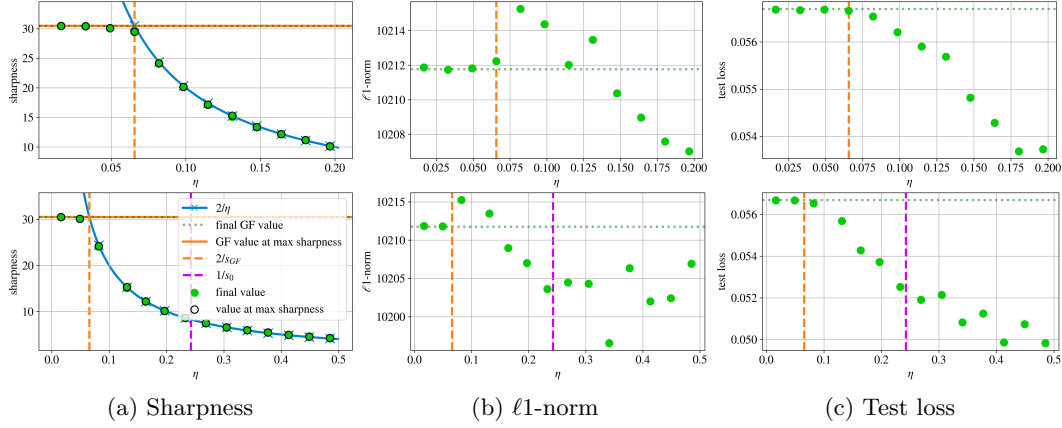 30
25
20
15
10
sharpness
0.05
0.10
0.15
0.20
η
10214
10212
10210
10208
ℓ1-norm
0.000
0.025
0.050
0.075
0.100
0.125
0.150
0.175
0.200
η
0.056
0.055
0.054
test loss
0.000
0.025
0.050
0.075
0.100
0.125
0.150
0.175
0.200
η
30
20
10
sharpness
0.0
0.1
0.2
0.3
0.4
0.5
η
2/η
final GF value
GF value at max sharpness
2/sGF
1/s0
final value
value at max sharpness
10215
10210
10205
10200
ℓ1-norm
0.0
0.1
0.2
0.3
0.4
0.5
η
0.056
0.054
0.052
0.050
test loss
0.0
0.1
0.2
0.3
0.4
0.5
η
(a) Sharpness
(b) ℓ1-norm
(c) Test loss